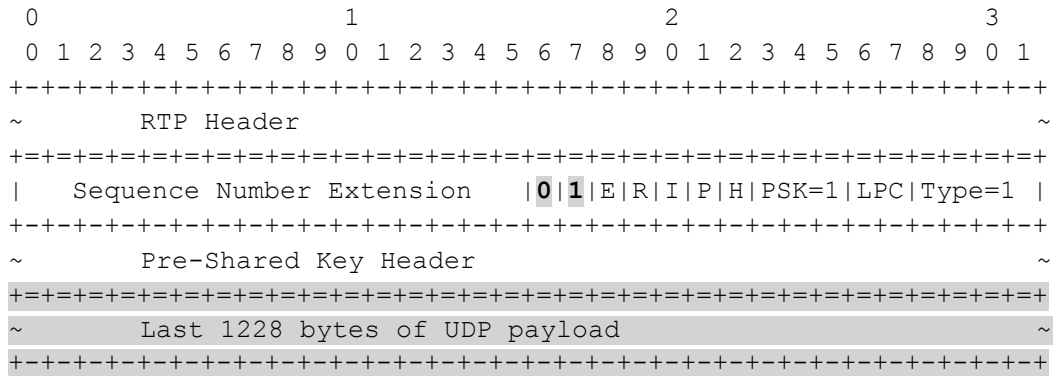 0                   1                   2                   3
 0 1 2 3 4 5 6 7 8 9 0 1 2 3 4 5 6 7 8 9 0 1 2 3 4 5 6 7 8 9 0 1
+-+-+-+-+-+-+-+-+-+-+-+-+-+-+-+-+-+-+-+-+-+-+-+-+-+-+-+-+-+-+-+-+
~       RTP Header                                              ~
+=+=+=+=+=+=+=+=+=+=+=+=+=+=+=+=+=+=+=+=+=+=+=+=+=+=+=+=+=+=+=+=+
|   Sequence Number Extension   |0|1|E|R|I|P|H|PSK=1|LPC|Type=1 |
+-+-+-+-+-+-+-+-+-+-+-+-+-+-+-+-+-+-+-+-+-+-+-+-+-+-+-+-+-+-+-+-+
~       Pre-Shared Key Header                                   ~
+=+=+=+=+=+=+=+=+=+=+=+=+=+=+=+=+=+=+=+=+=+=+=+=+=+=+=+=+=+=+=+=+
~       Last 1228 bytes of UDP payload                          ~
+-+-+-+-+-+-+-+-+-+-+-+-+-+-+-+-+-+-+-+-+-+-+-+-+-+-+-+-+-+-+-+-+